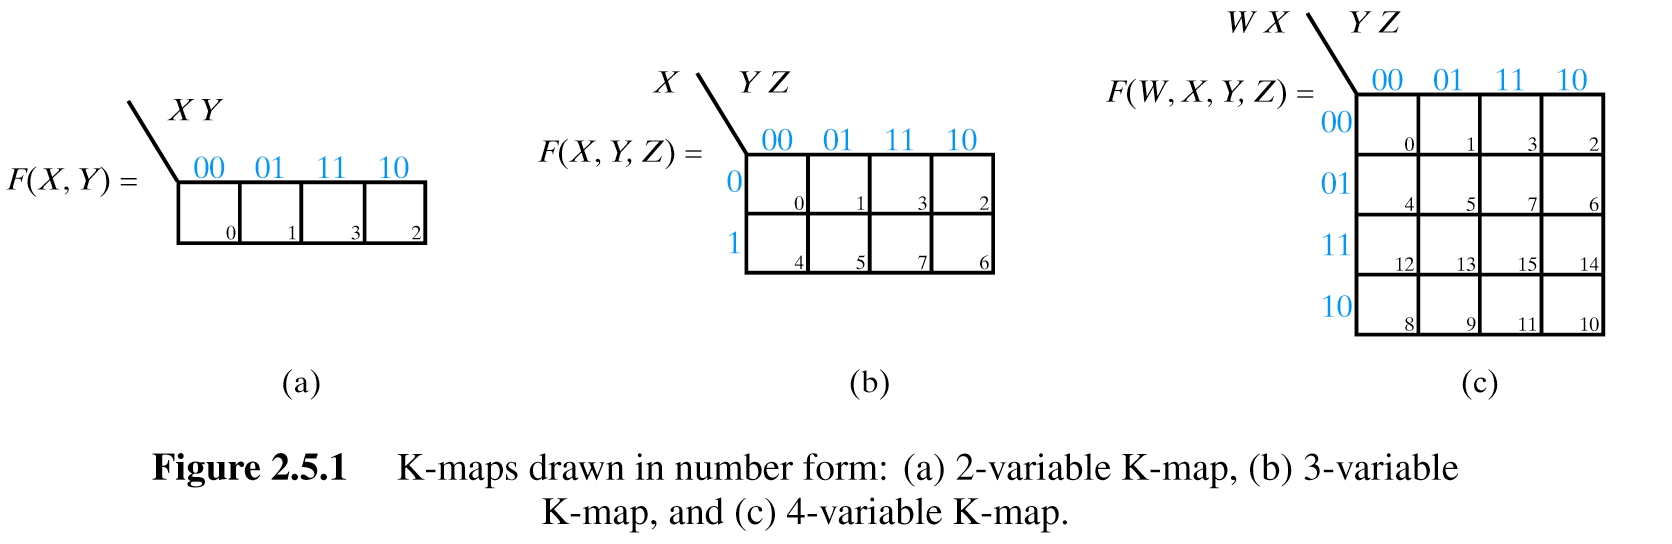 X Y
00 01 11 10
F(X, Y) =
0 1 3 2
(a)
X Y Z
00 01 11 10
F(X, Y, Z) =
0
0 1 3 2
1
4 5 7 6
(b)
W X Y Z
00 01 11 10
F(W, X, Y, Z) =
00
0 1 3 2
01
4 5 7 6
11
12 13 15 14
10
8 9 11 10
(c)
Figure 2.5.1 K-maps drawn in number form: (a) 2-variable K-map, (b) 3-variable
K-map, and (c) 4-variable K-map.